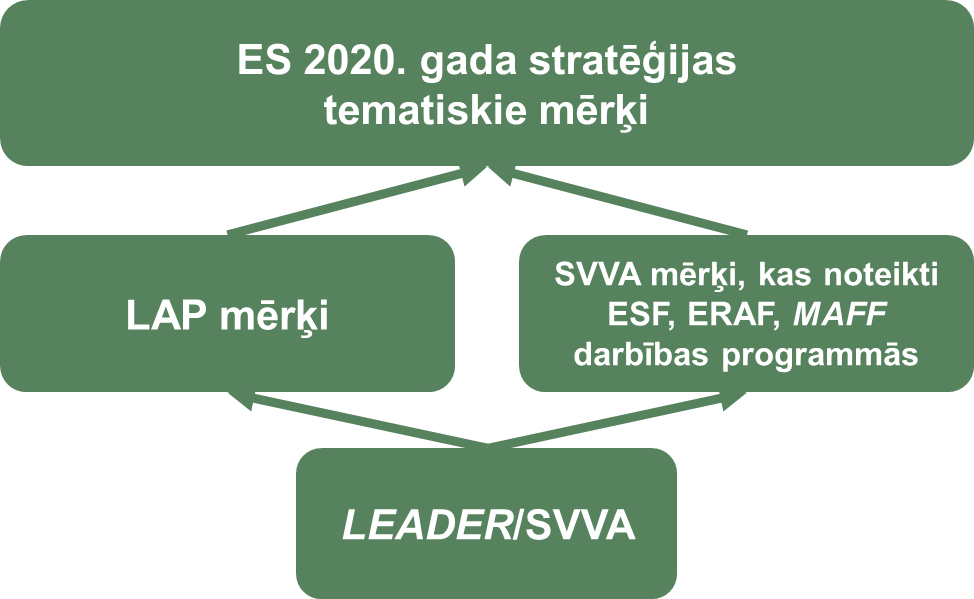 ES 2020. gada stratēģijas
tematiskie mērķi
LAP mērķi
SVVA mērķi, kas noteikti
ESF, ERAF, MAFF
darbības programmās
LEADER/SVVA